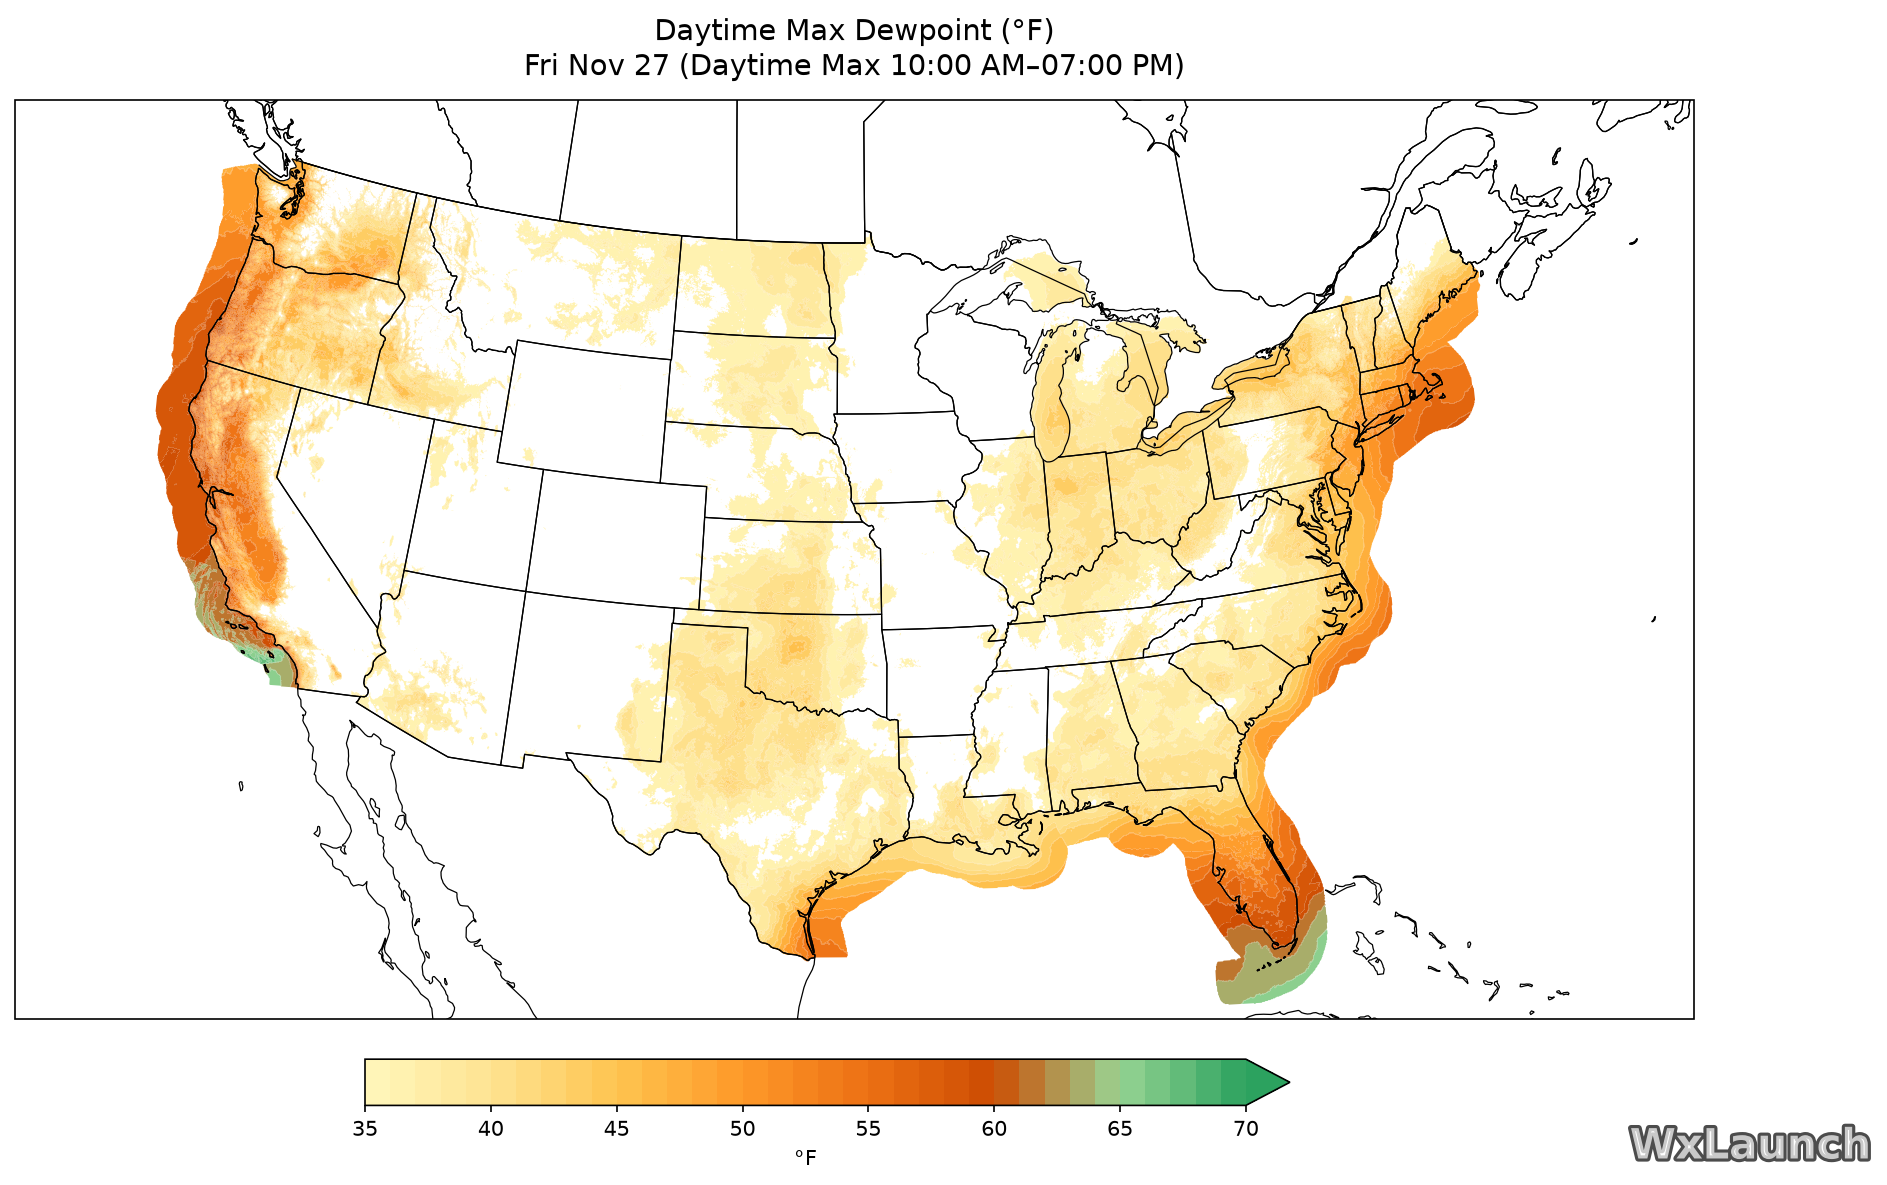 Daytime Max Dewpoint (°F)
Fri Nov 27 (Daytime Max 10:00 AM–07:00 PM)
35 40 45 50 55 60 65 70
°F
WxLaunch